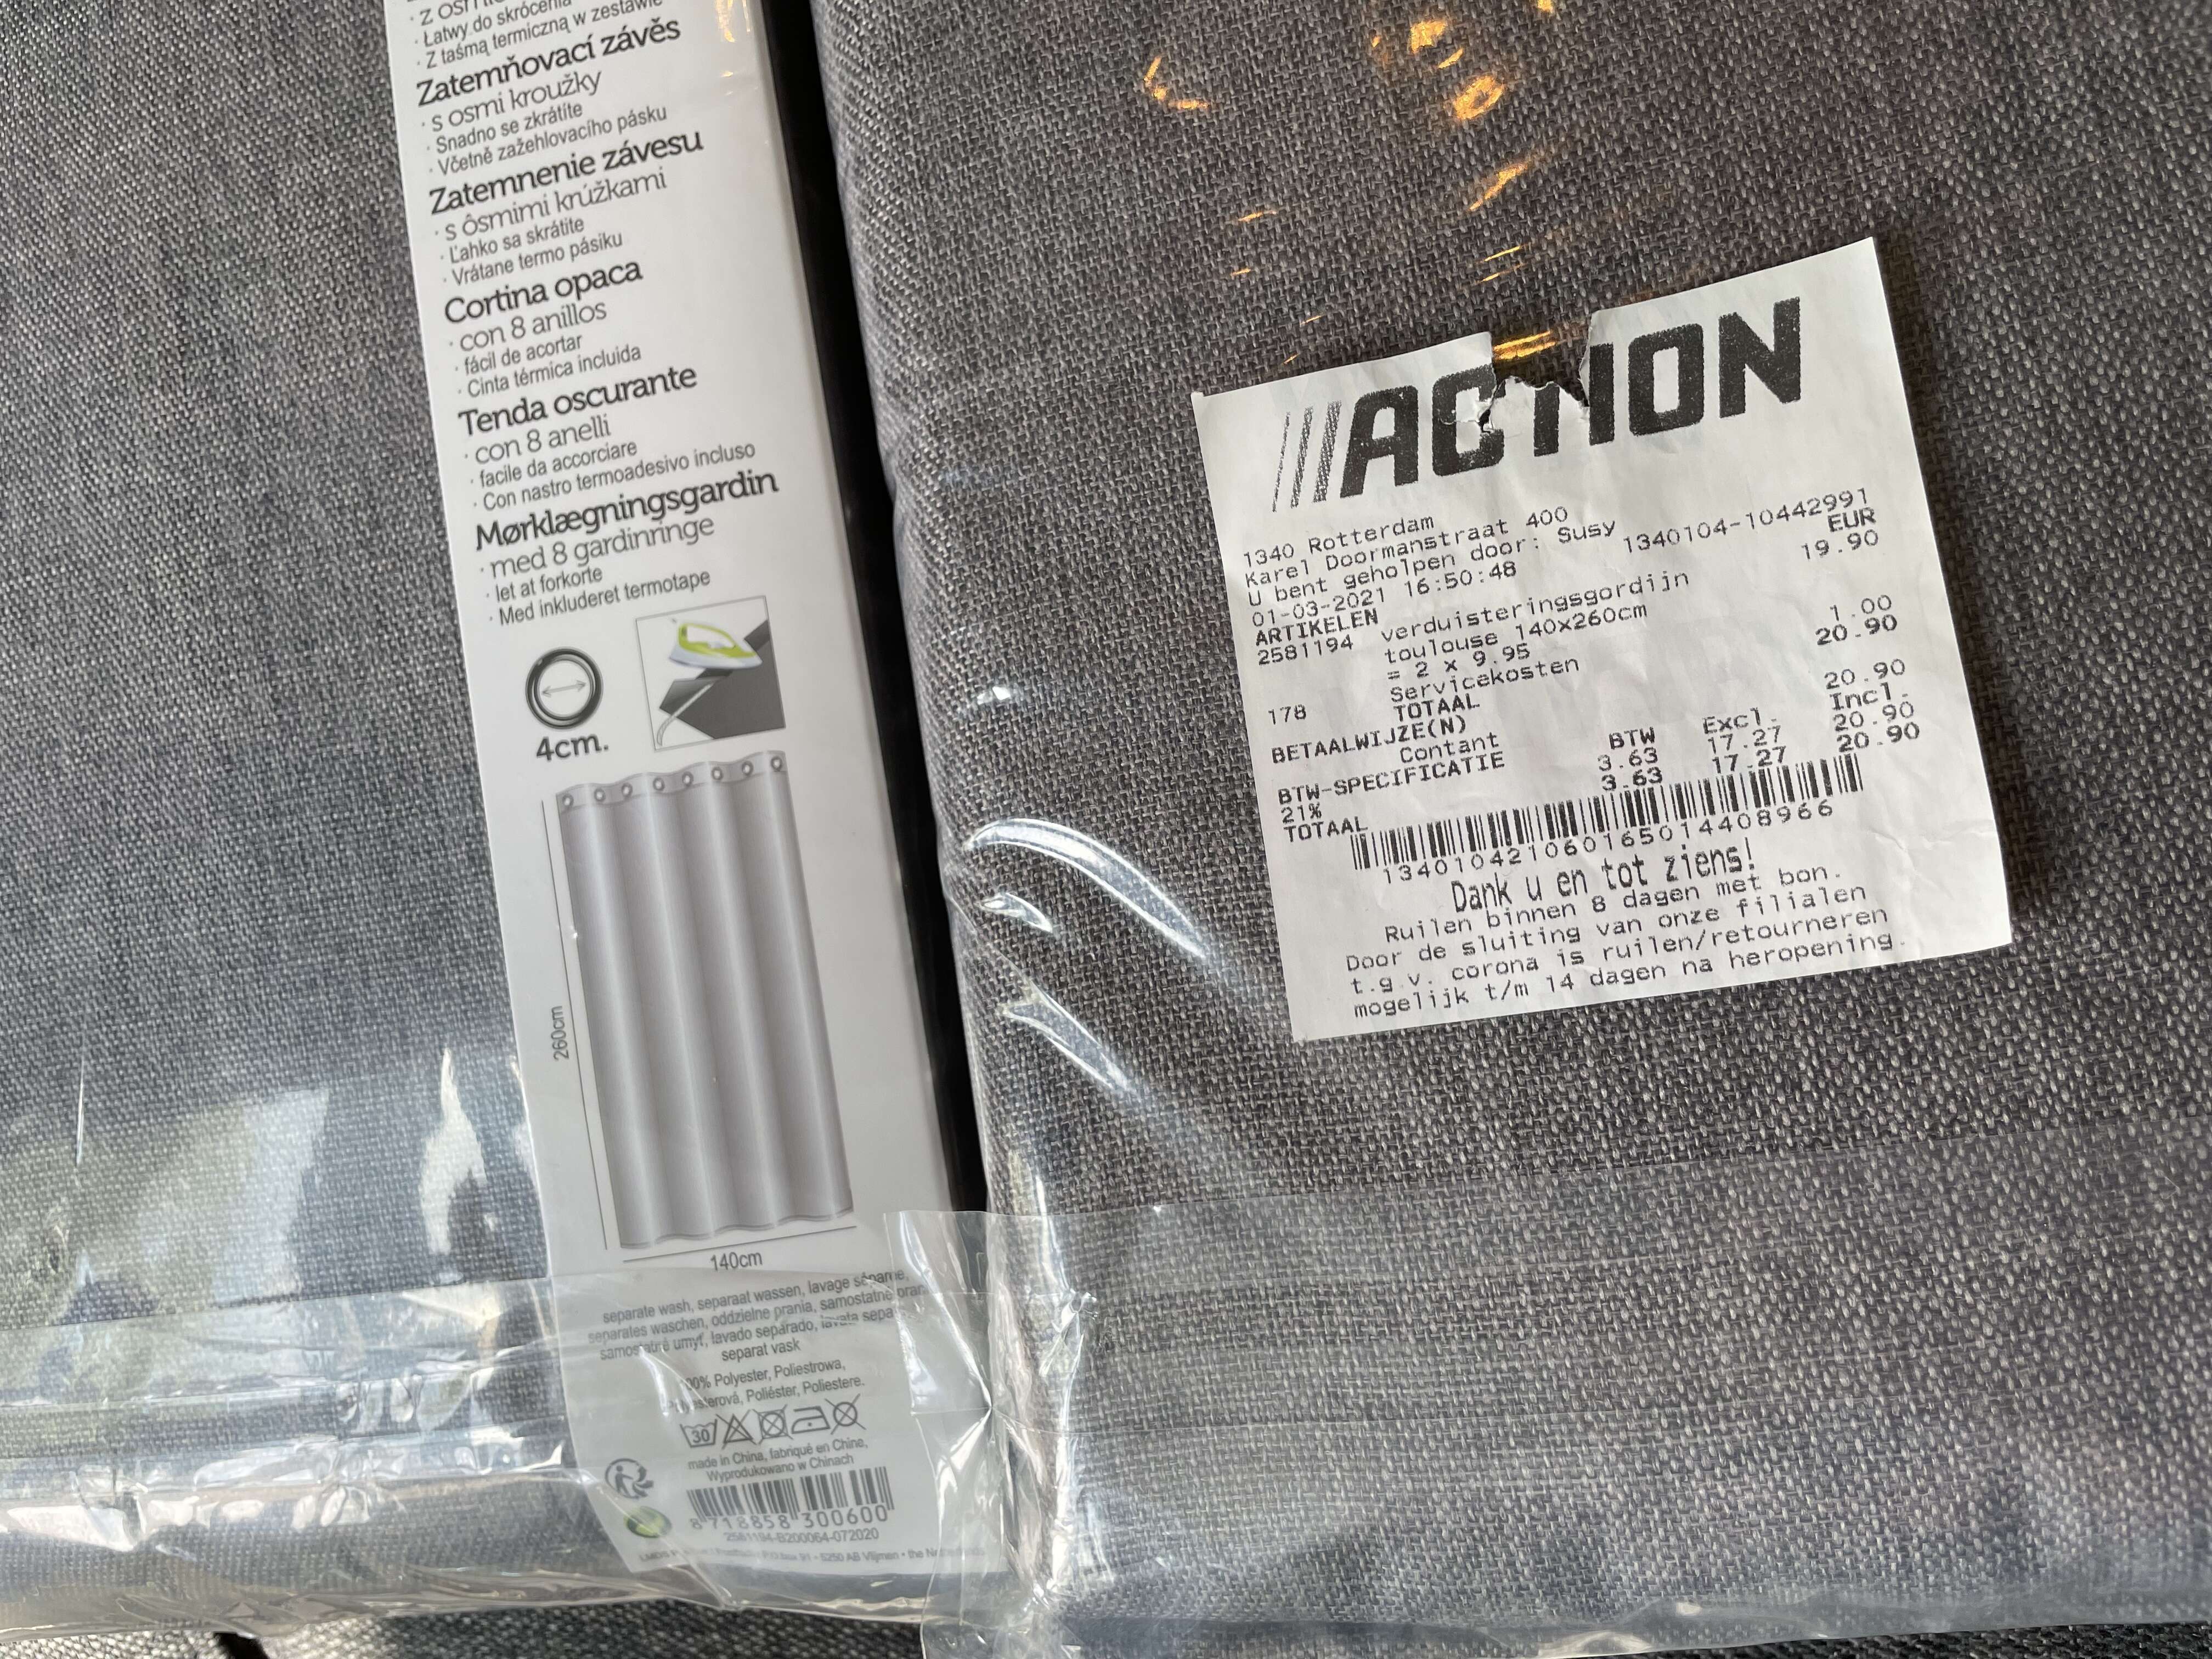 · Łatwy do skrócenia
· Z taśmą termiczną w zestawie
Zatemňovací závěs
· s osmi kroužky
· Snadno se zkrátíte
· Včetně zažehlovacího pásku
Zatemnenie závesu
· s ôsmimi krúžkami
· Ľahko sa skrátite
· Vrátane termo pásiku
Cortina opaca
· con 8 anillos
· fácil de acortar
· Cinta térmica incluida
Tenda oscurante
· con 8 anelli
· facile da accorciare
· Con nastro termoadesivo incluso
Mørklægningsgardin
· med 8 gardinringe
· let at forkorte
· Med inkluderet termotape
4cm.
260cm
140cm
separate wash, separaat wassen, lavage séparé,
separates waschen, oddzielne prania, samostatné
samostatné umyť, lavado separado, lavata
separat vask
Polyester, Poliestrowa,
Poliéster, Poliestere.
30
made in China, fabriqué en Chine,
Wyprodukowano w Chinach
8 718858 300600
2581194-B200064-072020
5250 AB Vlijmen • the
///ACTION
1340 Rotterdam
Karel Doormanstraat 400
U bent geholpen door: Susy
01-03-2021 16:50:48 1340104-10442991
ARTIKELEN EUR
2581194 verduisteringsgordijn 19.90
toulouse 140x260cm
= 2 x 9.95
178 Servicekosten 1.00
TOTAAL 20.90
BETAALWIJZE(N)
Contant 20.90
BTW-SPECIFICATIE BTW Excl. Incl.
21% 3.63 17.27 20.90
TOTAAL 3.63 17.27 20.90
134010421060165014408966
Dank u en tot ziens!
Ruilen binnen 8 dagen met bon.
Door de sluiting van onze filialen
t.g.v. corona is ruilen/retourneren
mogelijk t/m 14 dagen na heropening.